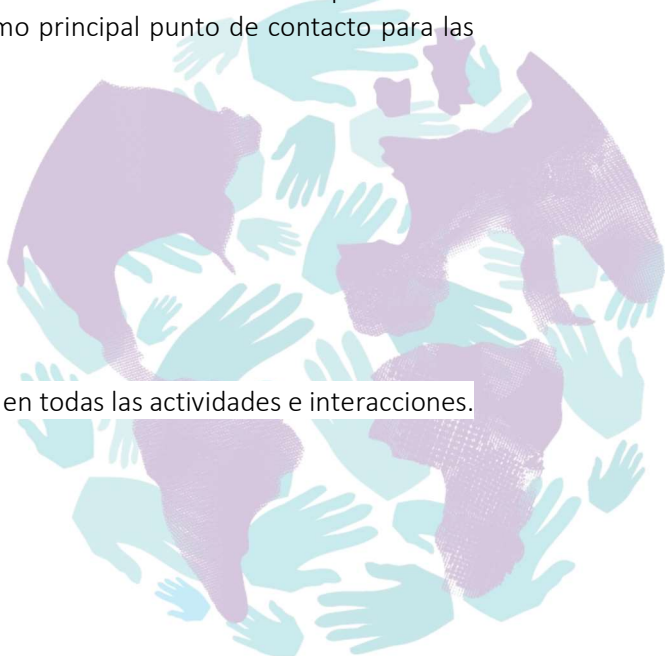 mo principal punto de contacto para las
en todas las actividades e interacciones.